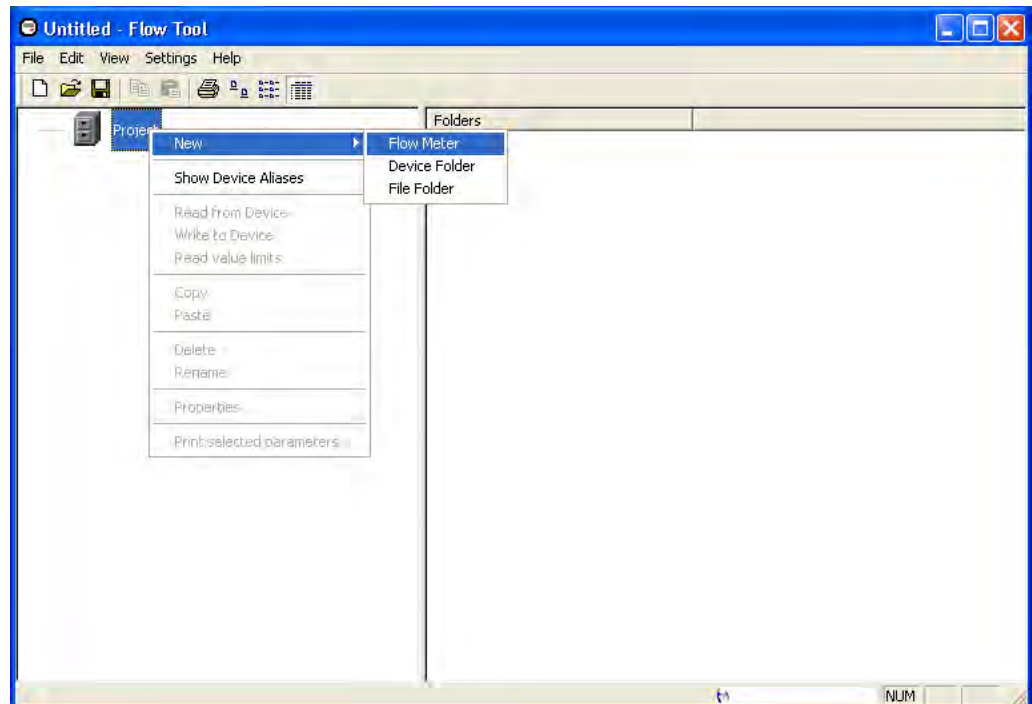 Untitled - Flow Tool
File Edit View Settings Help
Project
Folders
New
Flow Meter
Device Folder
File Folder
Show Device Aliases
Read from Device
Write to Device
Read value limits
Copy
Paste
Delete
Rename
Properties
Print selected parameters
NUM